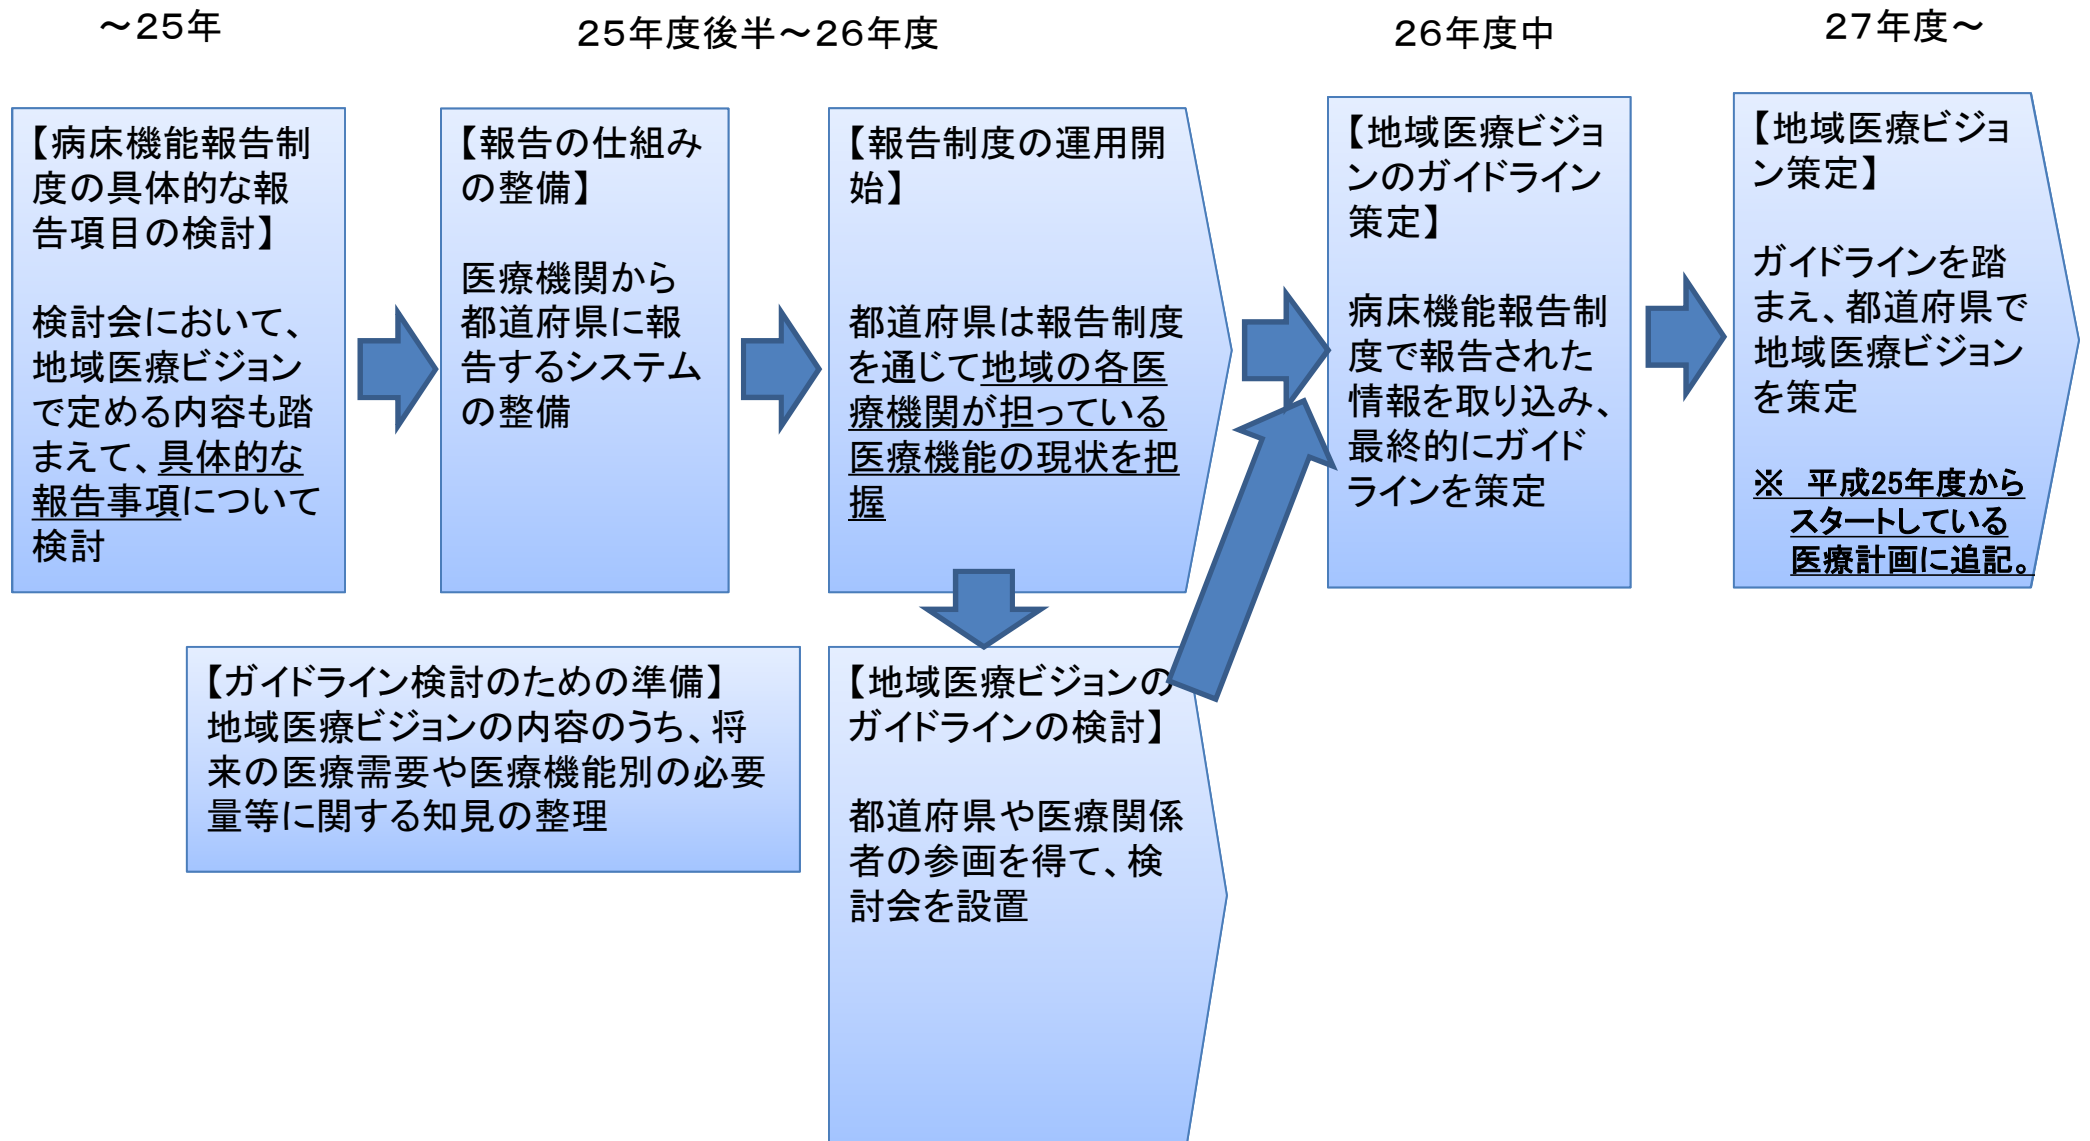 ～25年
25年度後半～26年度
26年度中
27年度～
【病床機能報告制
度の具体的な報
告項目の検討】
検討会において、
地域医療ビジョン
で定める内容も踏
まえて、具体的な
報告事項について
検討
【報告の仕組み
の整備】
医療機関から
都道府県に報
告するシステム
の整備
【報告制度の運用開
始】
都道府県は報告制度
を通じて地域の各医
療機関が担っている
医療機能の現状を把
握
【地域医療ビジョ
ンのガイドライン
策定】
病床機能報告制
度で報告された
情報を取り込み、
最終的にガイド
ラインを策定
【地域医療ビジョ
ン策定】
ガイドラインを踏
まえ、都道府県で
地域医療ビジョン
を策定
※　平成25年度から
スタートしている
医療計画に追記。
【ガイドライン検討のための準備】
地域医療ビジョンの内容のうち、将
来の医療需要や医療機能別の必要
量等に関する知見の整理
【地域医療ビジョンの
ガイドラインの検討】
都道府県や医療関係
者の参画を得て、検
討会を設置